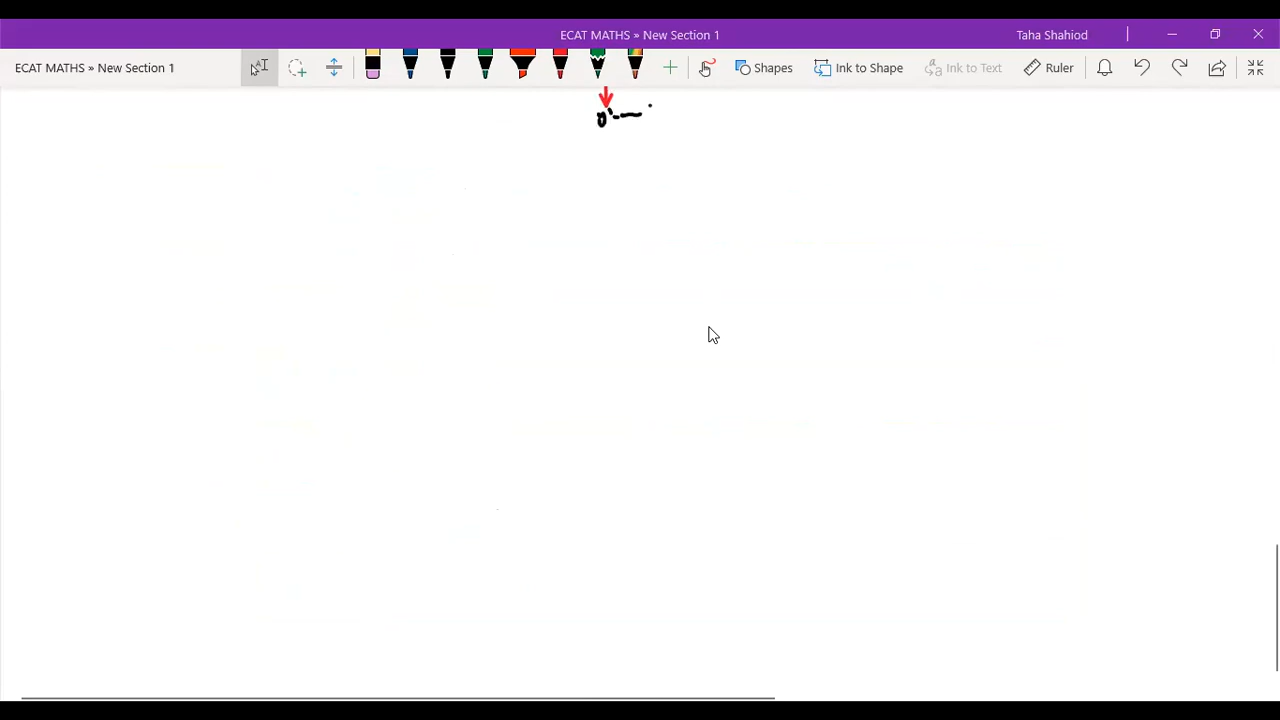 ECAT MATHS » New Section 1
Taha Shahiod
ECAT MATHS » New Section 1
Shapes
Ink to Shape
Ink to Text
Ruler